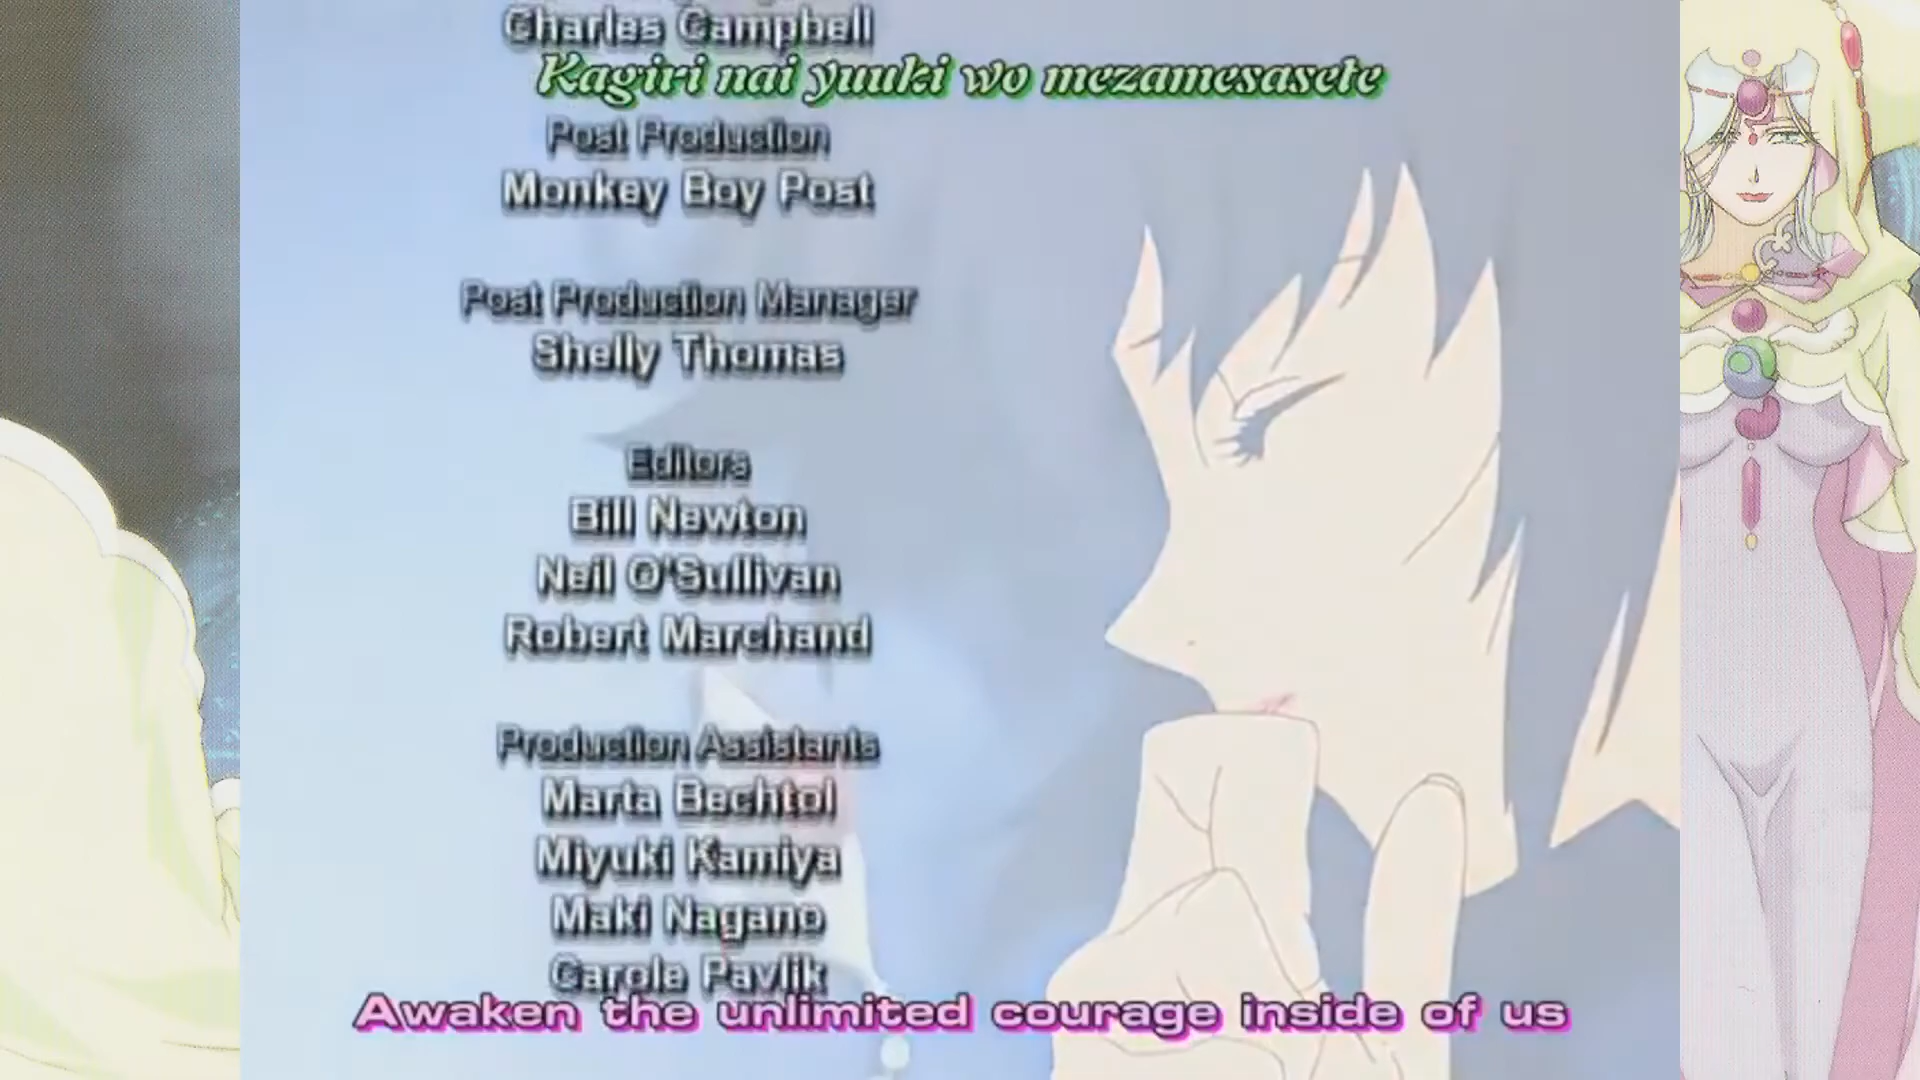 Charles Campbell
Kagiri nai yuuki wo mezamesasete
Post Production
Monkey Boy Post
Post Production Manager
Shelly Thomas
Editors
Bill Newton
Neil O'Sullivan
Robert Marchand
Production Assistants
Marta Bechtol
Miyuki Kamiya
Maki Nagano
Carole Pavlik
Awaken the unlimited courage inside of us